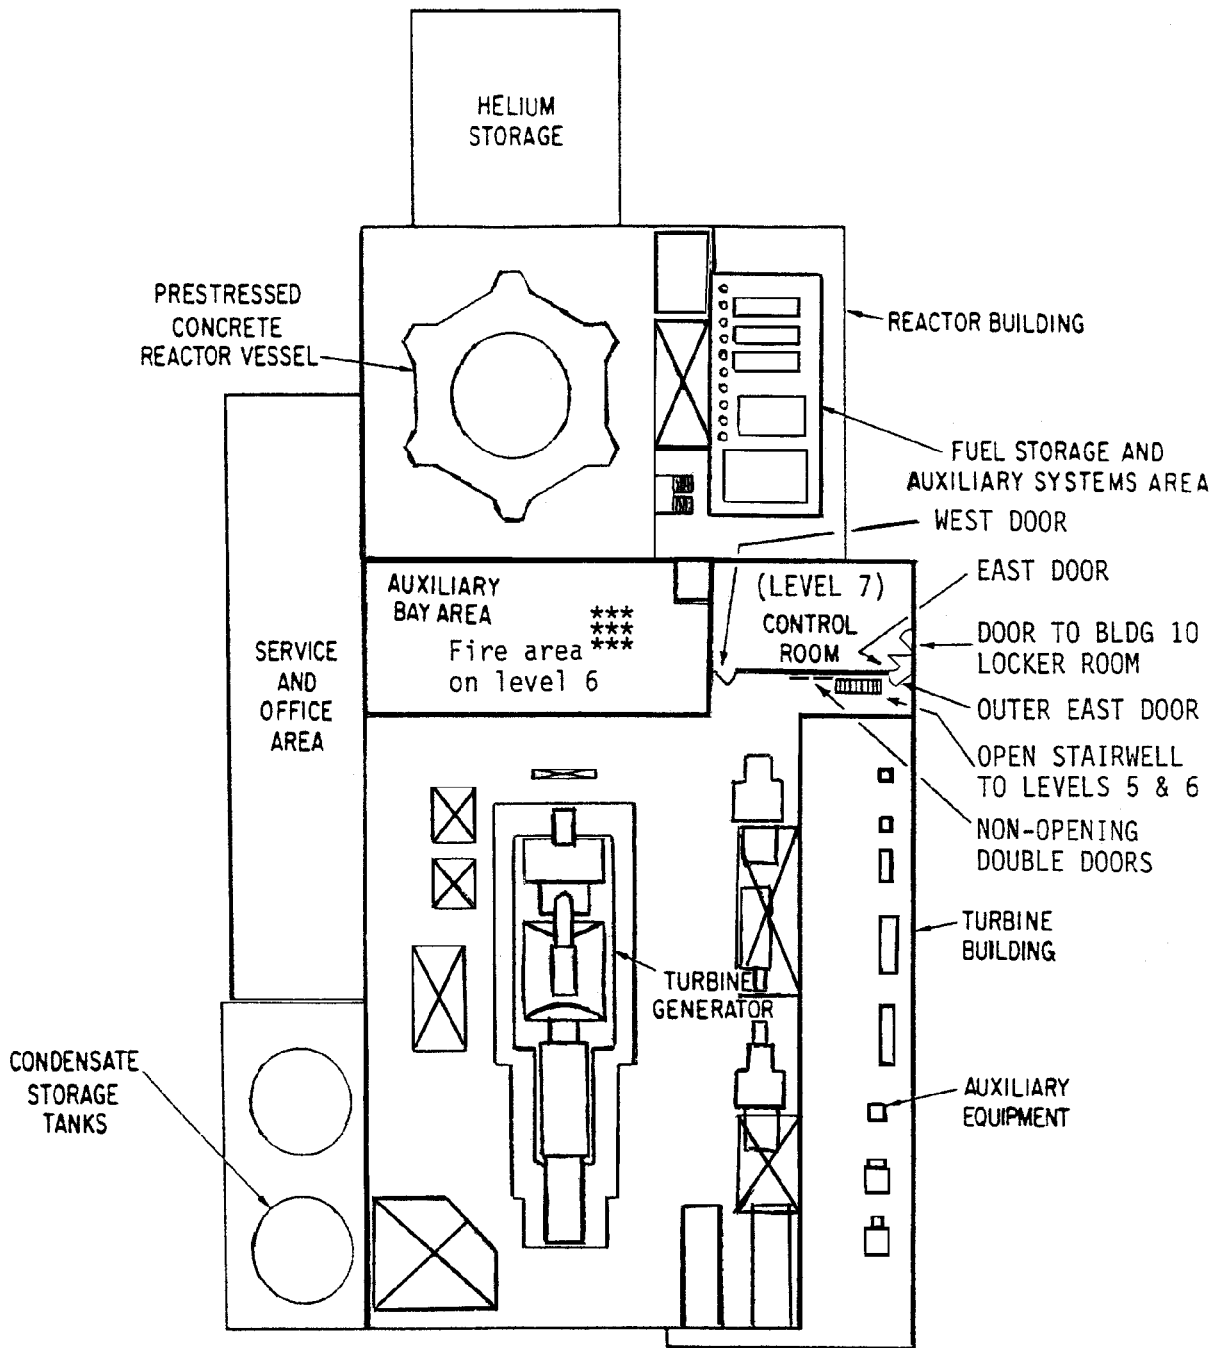 HELIUM
STORAGE
PRESTRESSED
CONCRETE
REACTOR VESSEL
REACTOR BUILDING
FUEL STORAGE AND
AUXILIARY SYSTEMS AREA
WEST DOOR
EAST DOOR
DOOR TO BLDG 10
LOCKER ROOM
OUTER EAST DOOR
OPEN STAIRWELL
TO LEVELS 5 & 6
NON-OPENING
DOUBLE DOORS
(LEVEL 7)
CONTROL
ROOM
AUXILIARY
BAY AREA
***
***
***
Fire area
on level 6
SERVICE
AND
OFFICE
AREA
TURBINE
BUILDING
TURBINE
GENERATOR
CONDENSATE
STORAGE
TANKS
AUXILIARY
EQUIPMENT